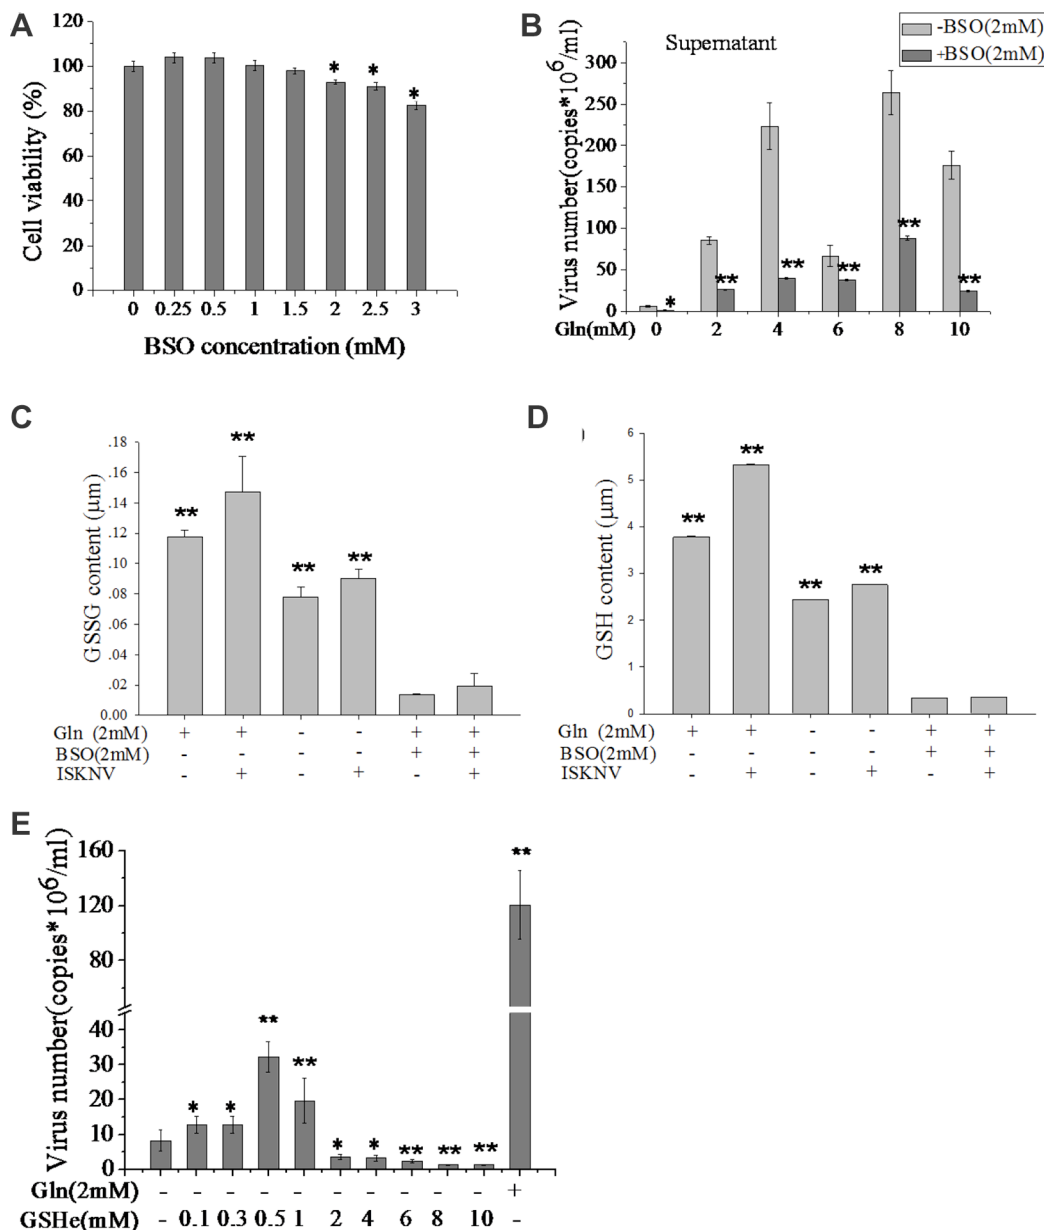 A
Cell viability (%)
120
100
80
60
40
20
0
* * *
0 0.25 0.5 1 1.5 2 2.5 3
BSO concentration (mM)
B
Supernatant
-BSO(2mM)
+BSO(2mM)
Virus number(copies*10^6/ml)
300
250
200
150
100
50
0
* ** ** ** ** **
0 2 4 6 8 10
Gln(mM)
C
GSSG content (μm)
.18
.16
.14
.12
.10
.08
.06
.04
.02
0.00
** ** ** **
Gln (2mM) + + - - + +
BSO(2mM) - - - - + +
ISKNV - + - + - +
D
)
GSH content (μm)
6
5
4
3
2
1
0
** ** ** **
Gln (2mM) + + - - + +
BSO(2mM) - - - - + +
ISKNV - + - + - +
E
Virus number(copies*10^6/ml)
160
120
80
40
30
20
10
0
* * ** ** * * ** ** ** **
Gln(2mM) - - - - - - - - - - +
GSHe(mM) - 0.1 0.3 0.5 1 2 4 6 8 10 -